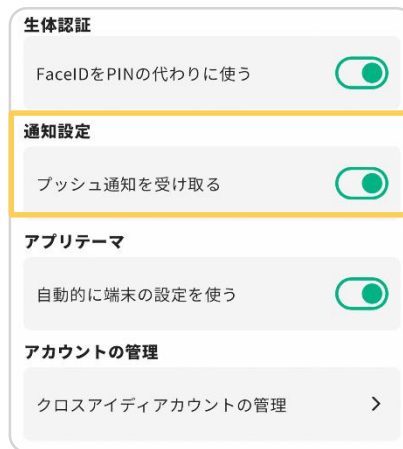 生体認証
FaceIDをPINの代わりに使う
通知設定
プッシュ通知を受け取る
アプリテーマ
自動的に端末の設定を使う
アカウントの管理
クロスアイディアカウントの管理